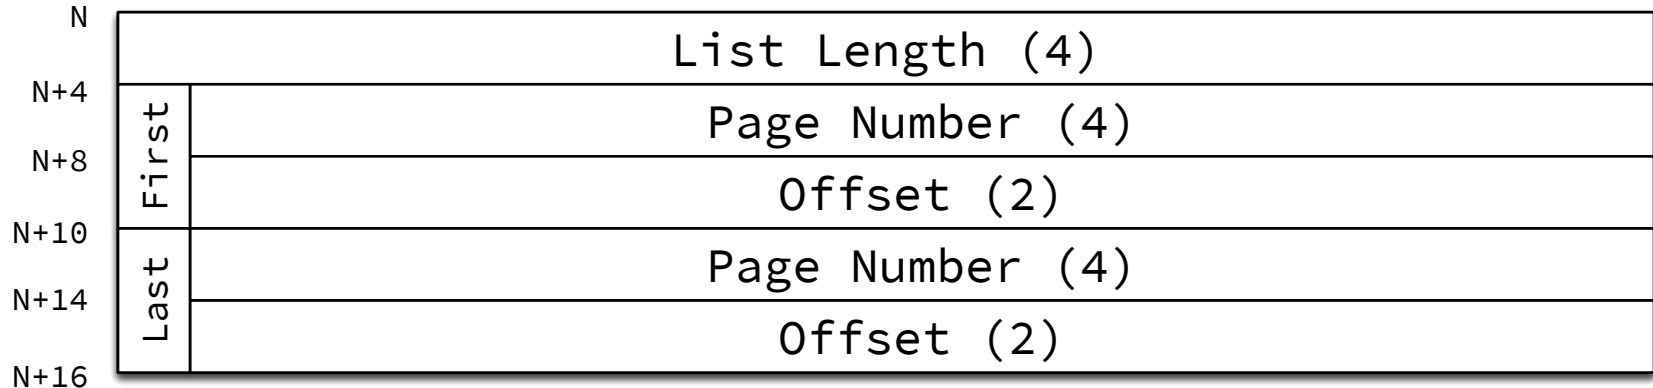 N
List Length (4)
N+4
First
Page Number (4)
N+8
Offset (2)
N+10
Last
Page Number (4)
N+14
Offset (2)
N+16